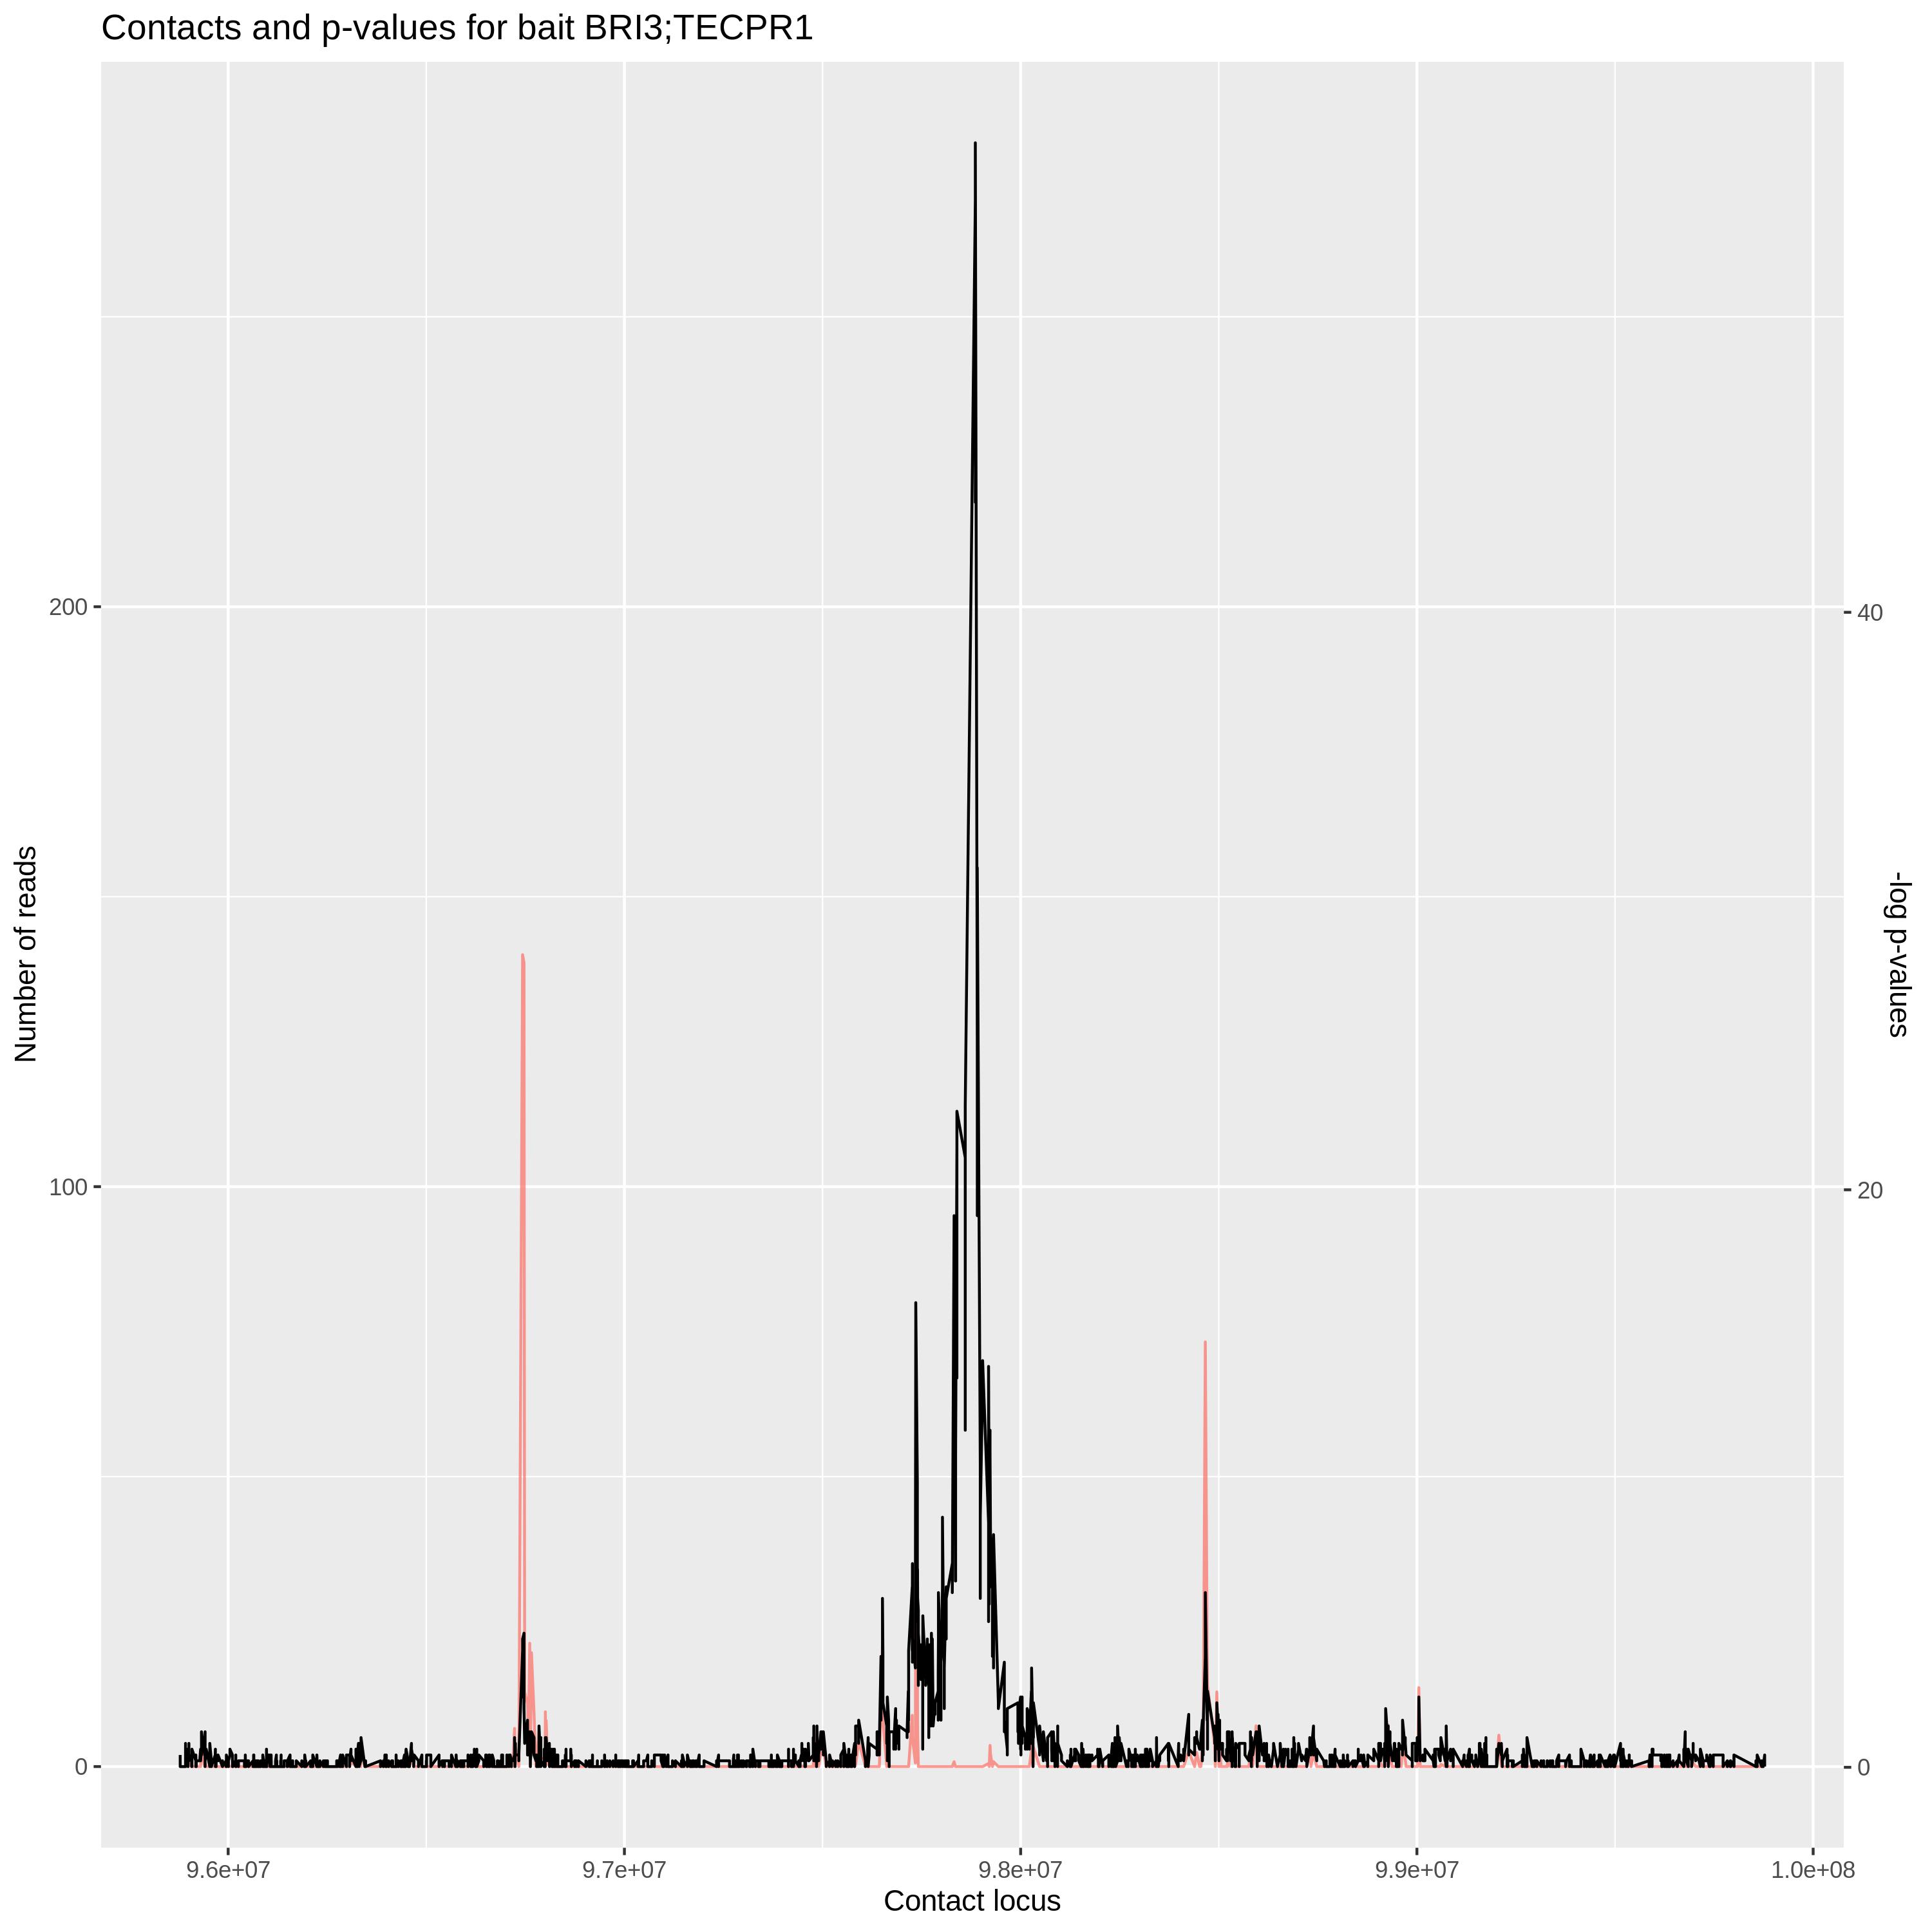 Contacts and p-values for bait BRI3;TECPR1
Number of reads
200
100
0
40
20
0
-log p-values
9.6e+07
9.7e+07
9.8e+07
9.9e+07
1.0e+08
Contact locus